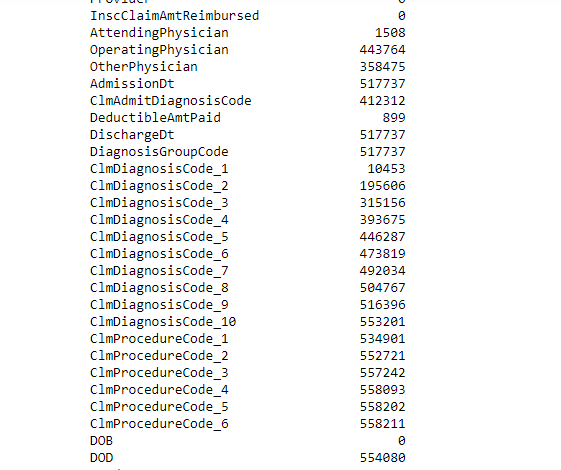 Provider 0
InscClaimAmtReimbursed 0
AttendingPhysician 1508
OperatingPhysician 443764
OtherPhysician 358475
AdmissionDt 517737
ClmAdmitDiagnosisCode 412312
DeductibleAmtPaid 899
DischargeDt 517737
DiagnosisGroupCode 517737
ClmDiagnosisCode_1 10453
ClmDiagnosisCode_2 195606
ClmDiagnosisCode_3 315156
ClmDiagnosisCode_4 393675
ClmDiagnosisCode_5 446287
ClmDiagnosisCode_6 473819
ClmDiagnosisCode_7 492034
ClmDiagnosisCode_8 504767
ClmDiagnosisCode_9 516396
ClmDiagnosisCode_10 553201
ClmProcedureCode_1 534901
ClmProcedureCode_2 552721
ClmProcedureCode_3 557242
ClmProcedureCode_4 558093
ClmProcedureCode_5 558202
ClmProcedureCode_6 558211
DOB 0
DOD 554080